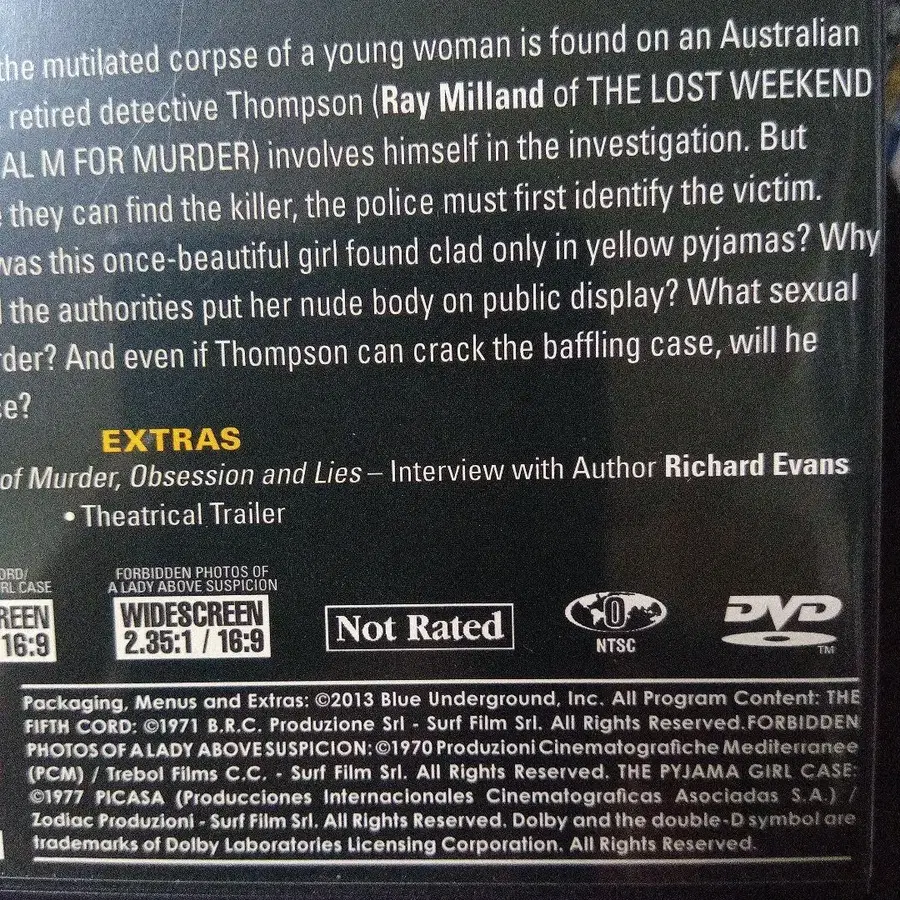 the mutilated corpse of a young woman is found on an Australian
retired detective Thompson (Ray Milland of THE LOST WEEKEND
AL M FOR MURDER) involves himself in the investigation. But
they can find the killer, the police must first identify the victim.
was this once-beautiful girl found clad only in yellow pyjamas? Why
the authorities put her nude body on public display? What sexual
rder? And even if Thompson can crack the baffling case, will he
se?
EXTRAS
of Murder, Obsession and Lies – Interview with Author Richard Evans
• Theatrical Trailer
ORD/
RL CASE
REEN
16:9
FORBIDDEN PHOTOS OF
A LADY ABOVE SUSPICION
WIDESCREEN
2.35:1 / 16:9
Not Rated
0
NTSC
DVD
TM
Packaging, Menus and Extras: ©2013 Blue Underground, Inc. All Program Content: THE
FIFTH CORD: ©1971 B.R.C. Produzione Srl - Surf Film Srl. All Rights Reserved.FORBIDDEN
PHOTOS OF A LADY ABOVE SUSPICION: ©1970 Produzioni Cinematografiche Mediterranee
(PCM) / Trebol Films C.C. - Surf Film Srl. All Rights Reserved. THE PYJAMA GIRL CASE:
©1977 PICASA (Producciones Internacionales Cinematograficas Asociadas S.A.) /
Zodiac Produzioni - Surf Film Srl. All Rights Reserved. Dolby and the double-D symbol are
trademarks of Dolby Laboratories Licensing Corporation. All Rights Reserved.